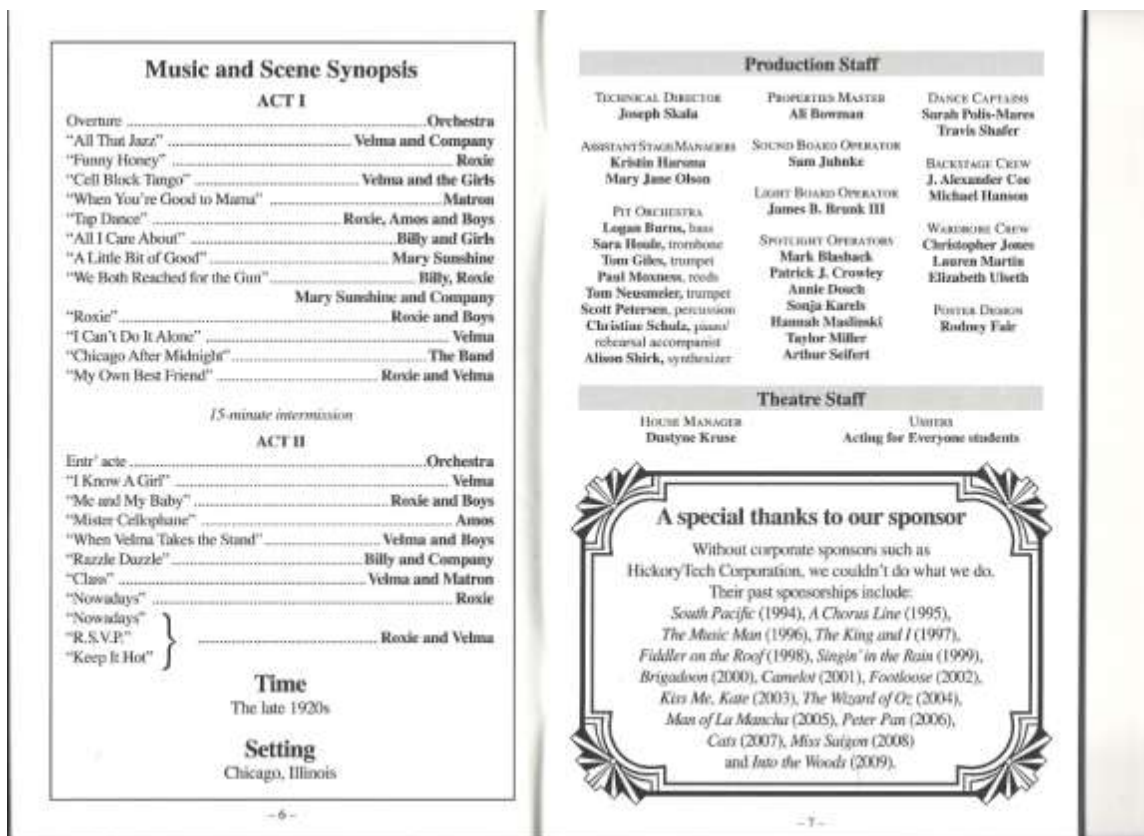 Music and Scene Synopsis
ACT I
Overture ........ Orchestra
"All That Jazz" ........ Velma and Company
"Funny Honey" ........ Roxie
"Cell Block Tango" ........ Velma and the Girls
"When You're Good to Mama" ........ Matron
"Tap Dance" ........ Roxie, Amos and Boys
"All I Care About" ........ Billy and Girls
"A Little Bit of Good" ........ Mary Sunshine
"We Both Reached for the Gun" ........ Billy, Roxie
Mary Sunshine and Company
"Roxie" ........ Roxie and Boys
"I Can't Do It Alone" ........ Velma
"Chicago After Midnight" ........ The Band
"My Own Best Friend" ........ Roxie and Velma
15-minute intermission
ACT II
Entr' acte ........ Orchestra
"I Know A Girl" ........ Velma
"Me and My Baby" ........ Roxie and Boys
"Mister Cellophane" ........ Amos
"When Velma Takes the Stand" ........ Velma and Boys
"Razzle Dazzle" ........ Billy and Company
"Class" ........ Velma and Matron
"Nowadays" ........ Roxie
"Nowadays"
"R.S.V.P." ........ Roxie and Velma
"Keep It Hot"
Time
The late 1920s
Setting
Chicago, Illinois
– 6 –
Production Staff
Technical Director
Joseph Skala
Assistant Stage Managers
Kristin Harsma
Mary Jane Olson
Pit Orchestra
Logan Burns, bass
Sara Houle, trombone
Tom Giles, trumpet
Paul Moxness, reeds
Tom Neusmeier, trumpet
Scott Petersen, percussion
Christine Schulz, piano/
rehearsal accompanist
Alison Shick, synthesizer
Properties Master
Ali Bowman
Sound Board Operator
Sam Juhnke
Light Board Operator
James B. Brunk III
Spotlight Operators
Mark Blashack
Patrick J. Crowley
Annie Dosch
Sonja Karels
Hannah Maslinski
Taylor Miller
Arthur Seifert
Dance Captains
Sarah Polis-Mares
Travis Shafer
Backstage Crew
J. Alexander Coe
Michael Hanson
Wardrobe Crew
Christopher Jones
Lauren Martin
Elizabeth Ulseth
Poster Design
Rodney Fair
Theatre Staff
House Manager
Dustyne Kruse
Ushers
Acting for Everyone students
A special thanks to our sponsor
Without corporate sponsors such as
HickoryTech Corporation, we couldn't do what we do.
Their past sponsorships include:
South Pacific (1994), A Chorus Line (1995),
The Music Man (1996), The King and I (1997),
Fiddler on the Roof (1998), Singin' in the Rain (1999),
Brigadoon (2000), Camelot (2001), Footloose (2002),
Kiss Me, Kate (2003), The Wizard of Oz (2004),
Man of La Mancha (2005), Peter Pan (2006),
Cats (2007), Miss Saigon (2008)
and Into the Woods (2009).
– 7 –